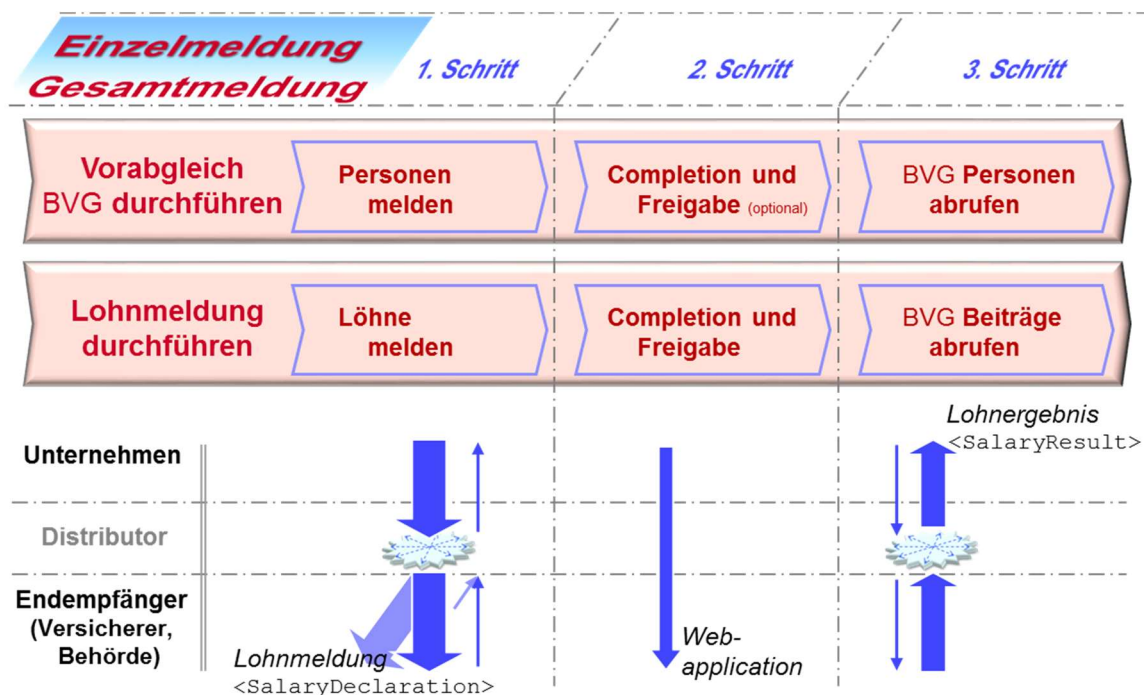 Einzelmeldung
Gesamtmeldung
1. Schritt
2. Schritt
3. Schritt
Vorabgleich
BVG durchführen
Personen
melden
Completion und
Freigabe (optional)
BVG Personen
abrufen
Lohnmeldung
durchführen
Löhne
melden
Completion und
Freigabe
BVG Beiträge
abrufen
Lohnergebnis
<SalaryResult>
Unternehmen
Distributor
Endempfänger
(Versicherer,
Behörde)
Lohnmeldung
<SalaryDeclaration>
Web-
application